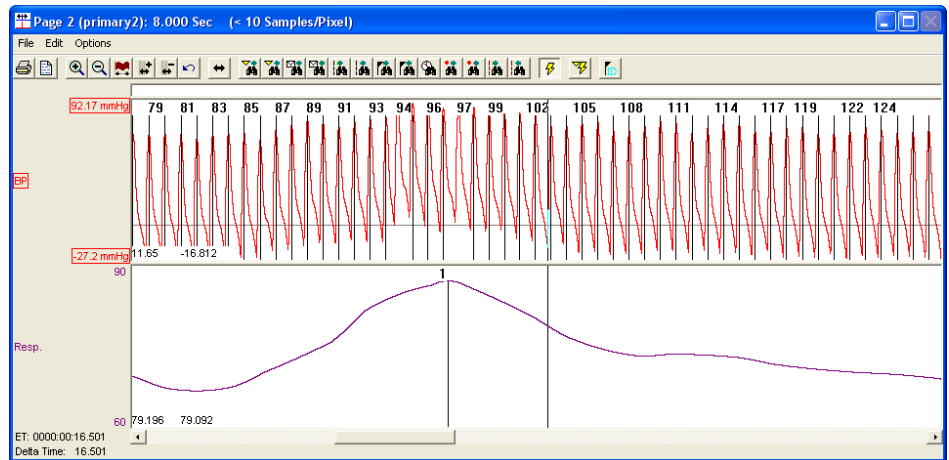 Page 2 (primary2): 8.000 Sec (< 10 Samples/Pixel)
File Edit Options
92.17 mmHg
79 81 83 85 87 89 91 93 94 96 97 99 102 105 108 111 114 117 119 122 124
BP
-27.2 mmHg
11.65 -16.812
90
1
Resp.
60
79.196 79.092
ET: 0000:00:16.501
Delta Time: 16.501